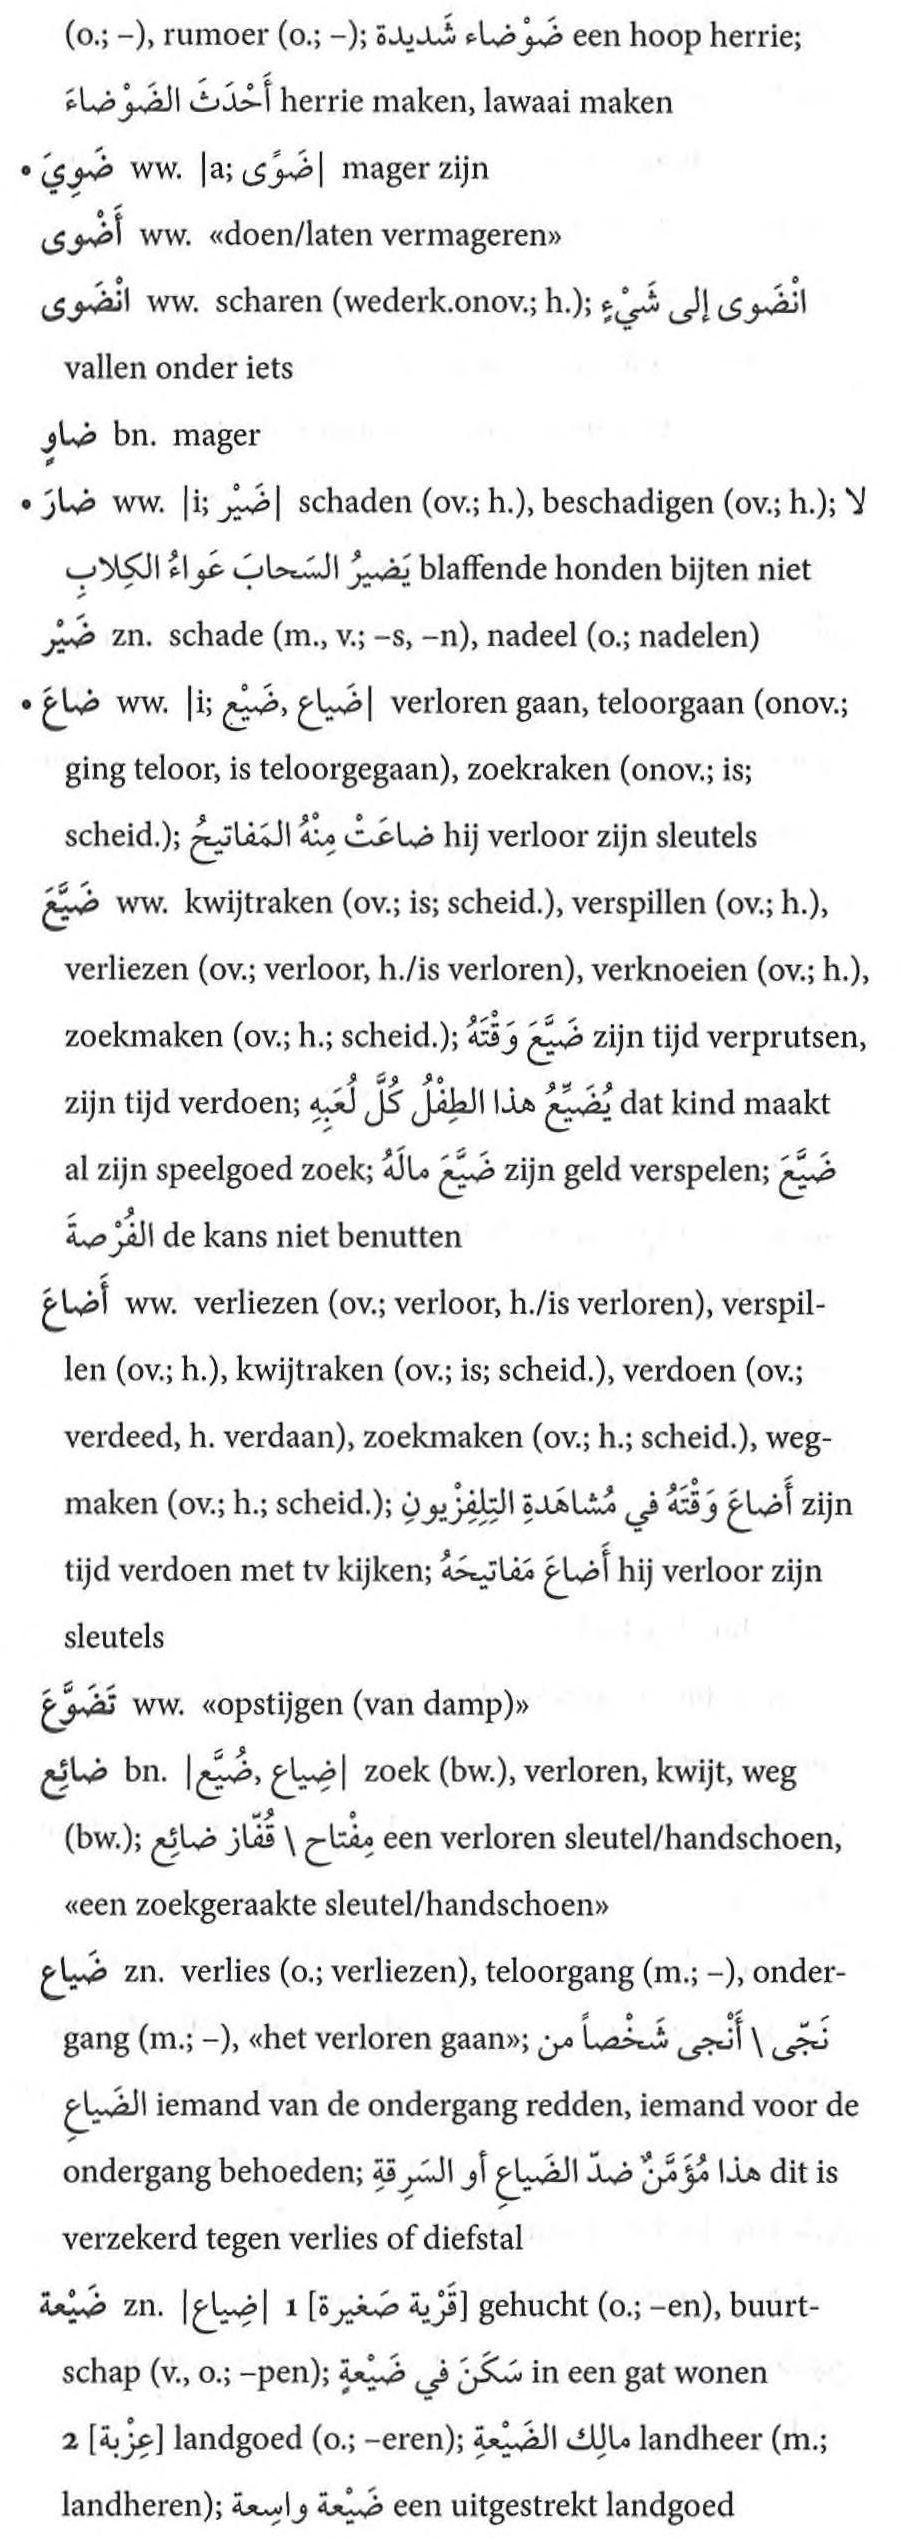 (o.; –), rumoer (o.; –); ضَوْضاء شَديدة een hoop herrie;
أَحْدَثَ الضَوْضاءَ herrie maken, lawaai maken
• ضَوِيَ ww. |a; ضَوًى| mager zijn
أَضْوى ww. «doen/laten vermageren»
انْضَوى ww. scharen (wederk.onov.; h.); انْضَوى إلى شَيْءٍ
vallen onder iets
ضاوٍ bn. mager
• ضارَ ww. |i; ضَيْر| schaden (ov.; h.), beschadigen (ov.; h.); لا
يَضيرُ السَحابَ عَواءُ الكِلابِ blaffende honden bijten niet
ضَيْر zn. schade (m., v.; –s, –n), nadeel (o.; nadelen)
• ضاعَ ww. |i; ضَياع, ضَيْع| verloren gaan, teloorgaan (onov.;
ging teloor, is teloorgegaan), zoekraken (onov.; is;
scheid.); ضاعَتْ مِنْهُ المَفاتيحُ hij verloor zijn sleutels
ضَيَّعَ ww. kwijtraken (ov.; is; scheid.), verspillen (ov.; h.),
verliezen (ov.; verloor, h./is verloren), verknoeien (ov.; h.),
zoekmaken (ov.; h.; scheid.); ضَيَّعَ وَقْتَهُ zijn tijd verprutsen,
zijn tijd verdoen; يُضَيِّعُ هذا الطِفْلُ كُلَّ لُعَبِهِ dat kind maakt
al zijn speelgoed zoek; ضَيَّعَ مالَهُ zijn geld verspelen; ضَيَّعَ
الفُرْصةَ de kans niet benutten
أَضاعَ ww. verliezen (ov.; verloor, h./is verloren), verspil-
len (ov.; h.), kwijtraken (ov.; is; scheid.), verdoen (ov.;
verdeed, h. verdaan), zoekmaken (ov.; h.; scheid.), weg-
maken (ov.; h.; scheid.); أَضاعَ وَقْتَهُ في مُشاهَدةِ التِلِفِزْيونِ zijn
tijd verdoen met tv kijken; أَضاعَ مَفاتيحَهُ hij verloor zijn
sleutels
تَضَوَّعَ ww. «opstijgen (van damp)»
ضائِع bn. |ضِياع, ضُيَّع| zoek (bw.), verloren, kwijt, weg
(bw.); مِفْتاح \ قُفّاز ضائِع een verloren sleutel/handschoen,
«een zoekgeraakte sleutel/handschoen»
ضَياع zn. verlies (o.; verliezen), teloorgang (m.; –), onder-
gang (m.; –), «het verloren gaan»; نَجّى \ أَنْجى شَخْصاً من
الضَياعِ iemand van de ondergang redden, iemand voor de
ondergang behoeden; هذا مُؤَمَّنٌ ضدَّ الضَياعِ أو السَرِقةِ dit is
verzekerd tegen verlies of diefstal
ضَيْعة zn. |ضِياع| 1 [قَرْية صَغيرة] gehucht (o.; –en), buurt-
schap (v., o.; –pen); سَكَنَ في ضَيْعةٍ in een gat wonen
2 [عِزْبة] landgoed (o.; –eren); مالِك الضَيْعةِ landheer (m.;
landheren); ضَيْعة واسِعة een uitgestrekt landgoed